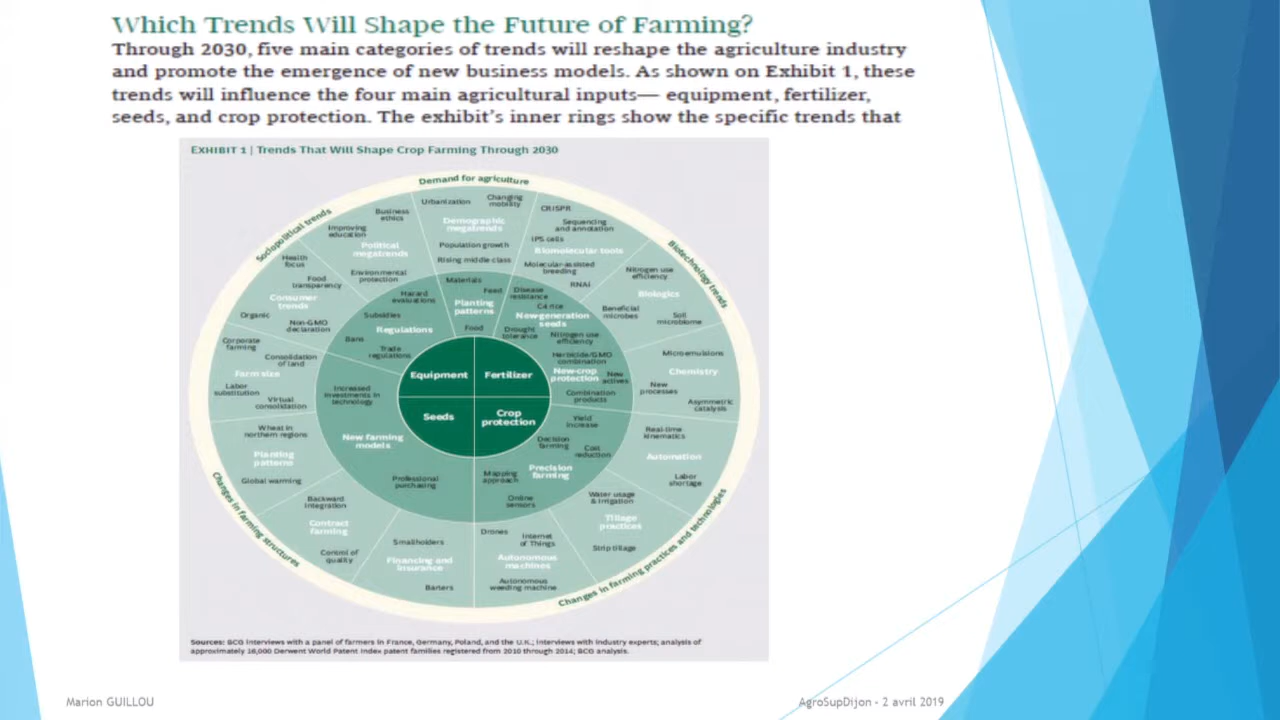 Which Trends Will Shape the Future of Farming?
Through 2030, five main categories of trends will reshape the agriculture industry
and promote the emergence of new business models. As shown on Exhibit 1, these
trends will influence the four main agricultural inputs— equipment, fertilizer,
seeds, and crop protection. The exhibit's inner rings show the specific trends that
EXHIBIT 1 | Trends That Will Shape Crop Farming Through 2030
Demand for agriculture
Urbanization
Changing
mobility
Demographic
megatrends
Population growth
Rising middle class
Biotechnology trends
CRISPR
Sequencing
and annotation
IPS cells
Biomolecular tools
Molecular-assisted
breeding
RNAi
Nitrogen use
efficiency
Biologics
Beneficial
microbes
Soil
microbiome
Microemulsions
Chemistry
New
processes
Asymmetric
catalysis
Changes in farming practices and technologies
Real-time
kinematics
Automation
Labor
shortage
Water usage
& irrigation
Tillage
practices
Strip tillage
Drones
Internet
of Things
Autonomous
machines
Autonomous
weeding machine
Changes in farming structures
Smallholders
Financing and
insurance
Barters
Backward
integration
Contract
farming
Control of
quality
Wheat in
northern regions
Planting
patterns
Global warming
Corporate
farming
Consolidation
of land
Farm size
Labor
substitution
Virtual
consolidation
Sociopolitical trends
Health
focus
Food
transparency
Consumer
trends
Organic
Non-GMO
declaration
Business
ethics
Improving
education
Political
megatrends
Environmental
protection
Materials
Feed
Planting
patterns
Food
Disease
resistance
C4 rice
New-generation
seeds
Drought
tolerance
Nitrogen use
efficiency
Herbicide/GMO
combination
New-crop
protection
New
actives
Combination
products
Yield
increase
Decision
farming
Cost
reduction
Precision
farming
Mapping
approach
Online
sensors
Increased
investments in
technology
New farming
models
Professional
purchasing
Hazard
evaluations
Subsidies
Regulations
Bans
Trade
regulations
Equipment
Fertilizer
Seeds
Crop
protection
Sources: BCG interviews with a panel of farmers in France, Germany, Poland, and the U.K.; interviews with industry experts; analysis of
approximately 18,000 Derwent World Patent Index patent families registered from 2010 through 2014; BCG analysis.
Marion GUILLOU
AgroSupDijon - 2 avril 2019